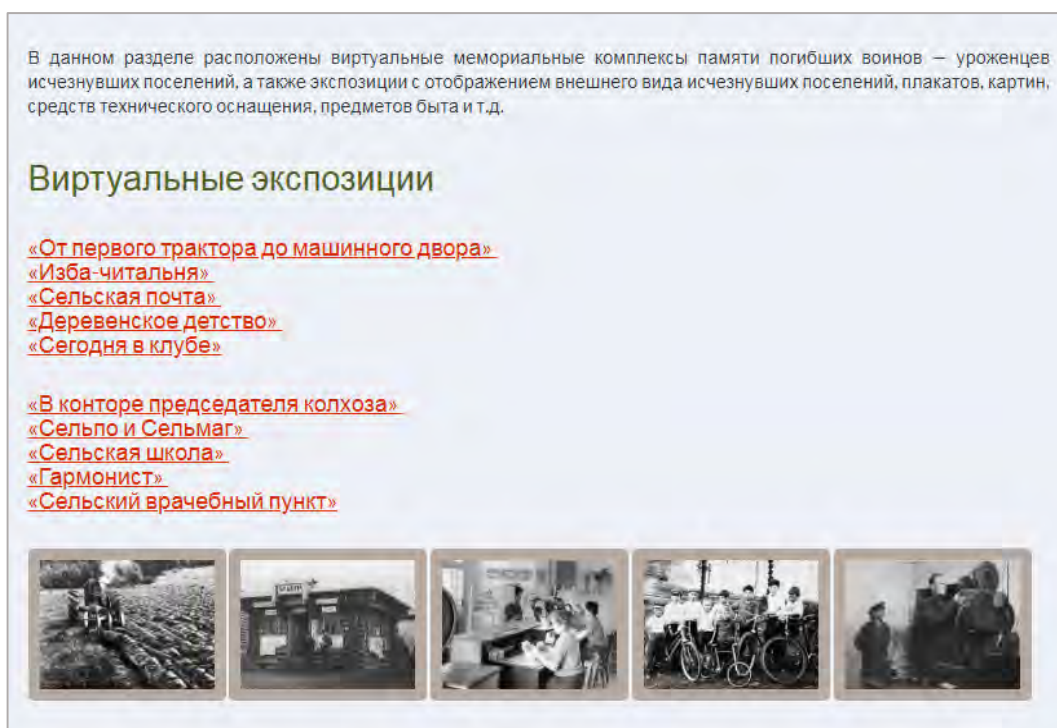 В данном разделе расположены виртуальные мемориальные комплексы памяти погибших воинов – уроженцев
исчезнувших поселений, а также экспозиции с отображением внешнего вида исчезнувших поселений, плакатов, картин,
средств технического оснащения, предметов быта и т.д.
Виртуальные экспозиции
«От первого трактора до машинного двора»
«Изба-читальня»
«Сельская почта»
«Деревенское детство»
«Сегодня в клубе»
«В конторе председателя колхоза»
«Сельпо и Сельмаг»
«Сельская школа»
«Гармонист»
«Сельский врачебный пункт»